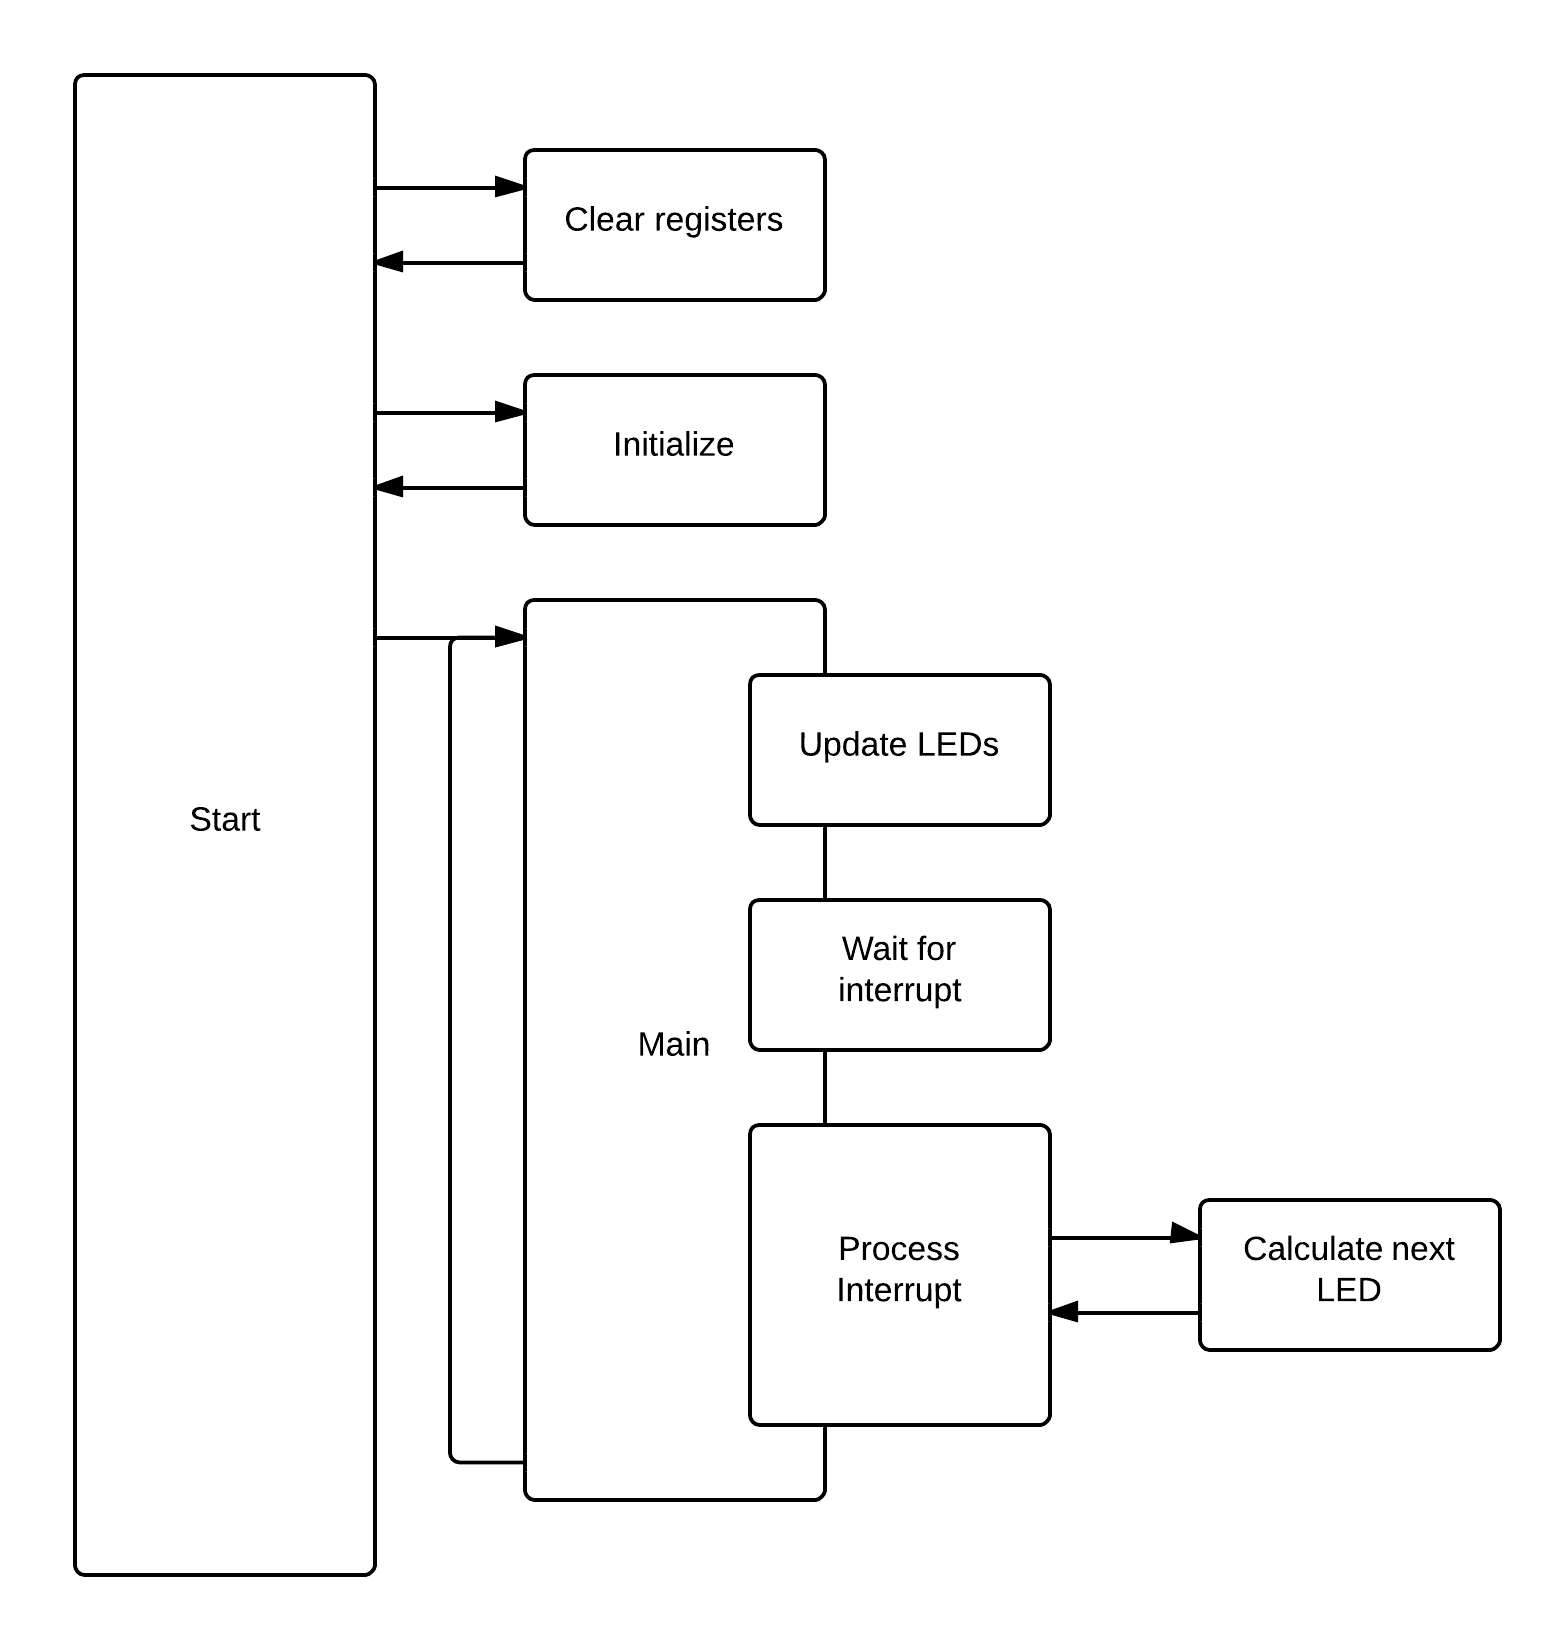 Clear registers
Initialize
Update LEDs
Start
Wait for
interrupt
Main
Process
Interrupt
Calculate next
LED